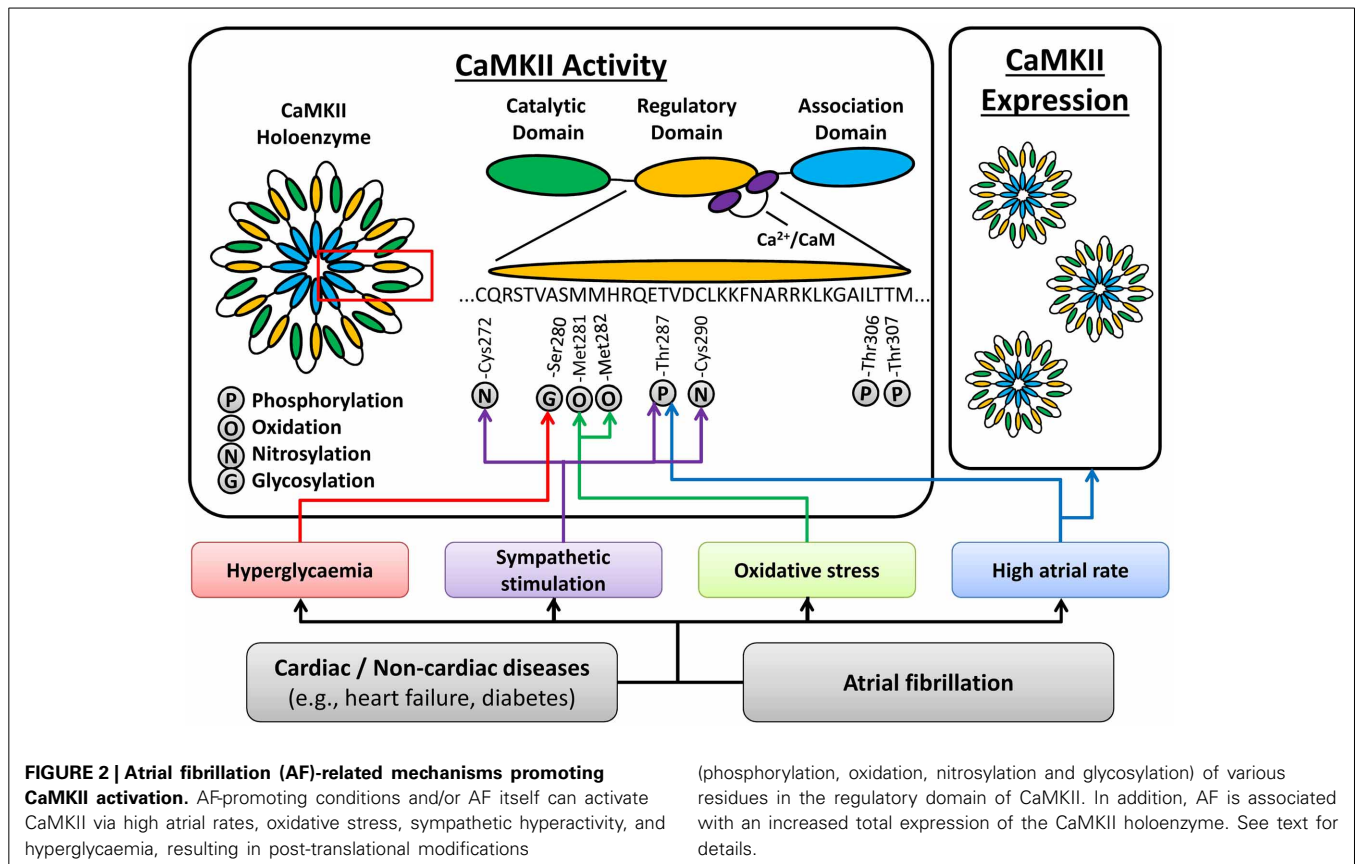 CaMKII Activity
CaMKII
Holoenzyme
Catalytic
Domain
Regulatory
Domain
Association
Domain
Ca²⁺/CaM
...CQRSTVASMMHRQETVDCLKKFNARRKLKGAILTTM...
N-Cys272
G-Ser280
O-Met281
O-Met282
P-Thr287
N-Cys290
P-Thr306
P-Thr307
P Phosphorylation
O Oxidation
N Nitrosylation
G Glycosylation
CaMKII
Expression
Hyperglycaemia
Sympathetic
stimulation
Oxidative stress
High atrial rate
Cardiac / Non-cardiac diseases
(e.g., heart failure, diabetes)
Atrial fibrillation
FIGURE 2 | Atrial fibrillation (AF)-related mechanisms promoting
CaMKII activation. AF-promoting conditions and/or AF itself can activate
CaMKII via high atrial rates, oxidative stress, sympathetic hyperactivity, and
hyperglycaemia, resulting in post-translational modifications
(phosphorylation, oxidation, nitrosylation and glycosylation) of various
residues in the regulatory domain of CaMKII. In addition, AF is associated
with an increased total expression of the CaMKII holoenzyme. See text for
details.